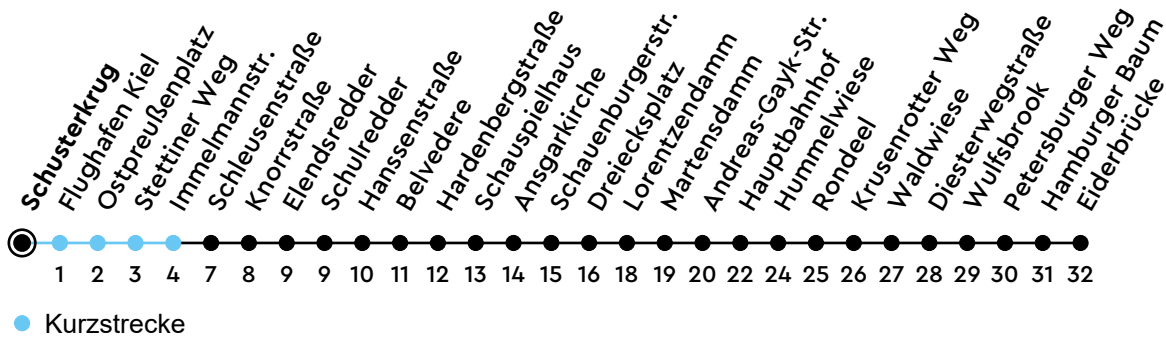 Schusterkrug
Flughafen Kiel
Ostpreußenplatz
Stettiner Weg
Immelmannstr.
Schleusenstraße
Knorrstraße
Elendsredder
Schulredder
Hanssenstraße
Belvedere
Hardenbergstraße
Schauspielhaus
Ansgarkirche
Schauenburgerstr.
Dreiecksplatz
Lorentzendamm
Martensdamm
Andreas-Gayk-Str.
Hauptbahnhof
Hummelwiese
Rondeel
Krusenrotter Weg
Waldwiese
Diesterwegstraße
Wulfsbrook
Petersburger Weg
Hamburger Baum
Eiderbrücke
1 2 3 4 7 8 9 9 10 11 12 13 14 15 16 18 19 20 22 24 25 26 27 28 29 30 31 32
Kurzstrecke